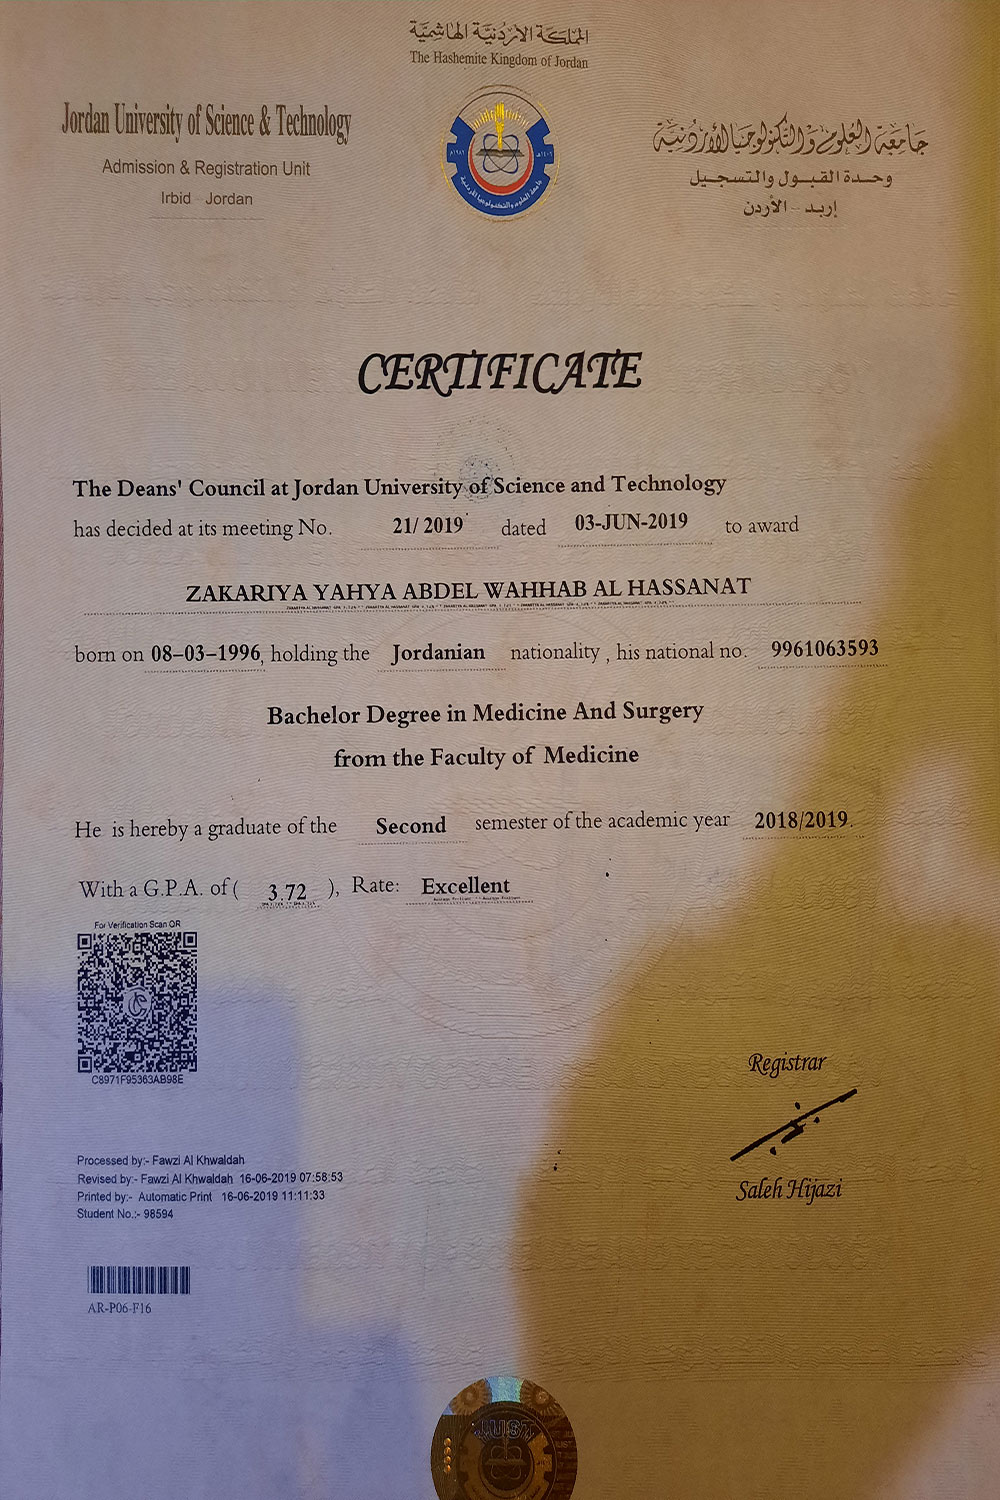 المملكة الأردنية الهاشمية
The Hashemite Kingdom of Jordan
Jordan University of Science & Technology
Admission & Registration Unit
Irbid Jordan
جامعة العلوم والتكنولوجيا الأردنية
وحدة القبول والتسجيل
إربد - الأردن
جامعة العلوم والتكنولوجيا الأردنية
CERTIFICATE
The Deans' Council at Jordan University of Science and Technology
has decided at its meeting No. 21/ 2019 dated 03-JUN-2019 to award
ZAKARIYA YAHYA ABDEL WAHHAB AL HASSANAT
born on 08-03-1996, holding the Jordanian nationality , his national no. 9961063593
Bachelor Degree in Medicine And Surgery
from the Faculty of Medicine
He is hereby a graduate of the Second semester of the academic year 2018/2019.
With a G.P.A. of ( 3.72 ), Rate: Excellent
For Verification Scan QR
C8971F95363AB98E
Registrar
Saleh Hijazi
Processed by:- Fawzi Al Khwaldah
Revised by:- Fawzi Al Khwaldah 16-06-2019 07:58:53
Printed by:- Automatic Print 16-06-2019 11:11:33
Student No.:- 98594
AR-P06-F16
JUST